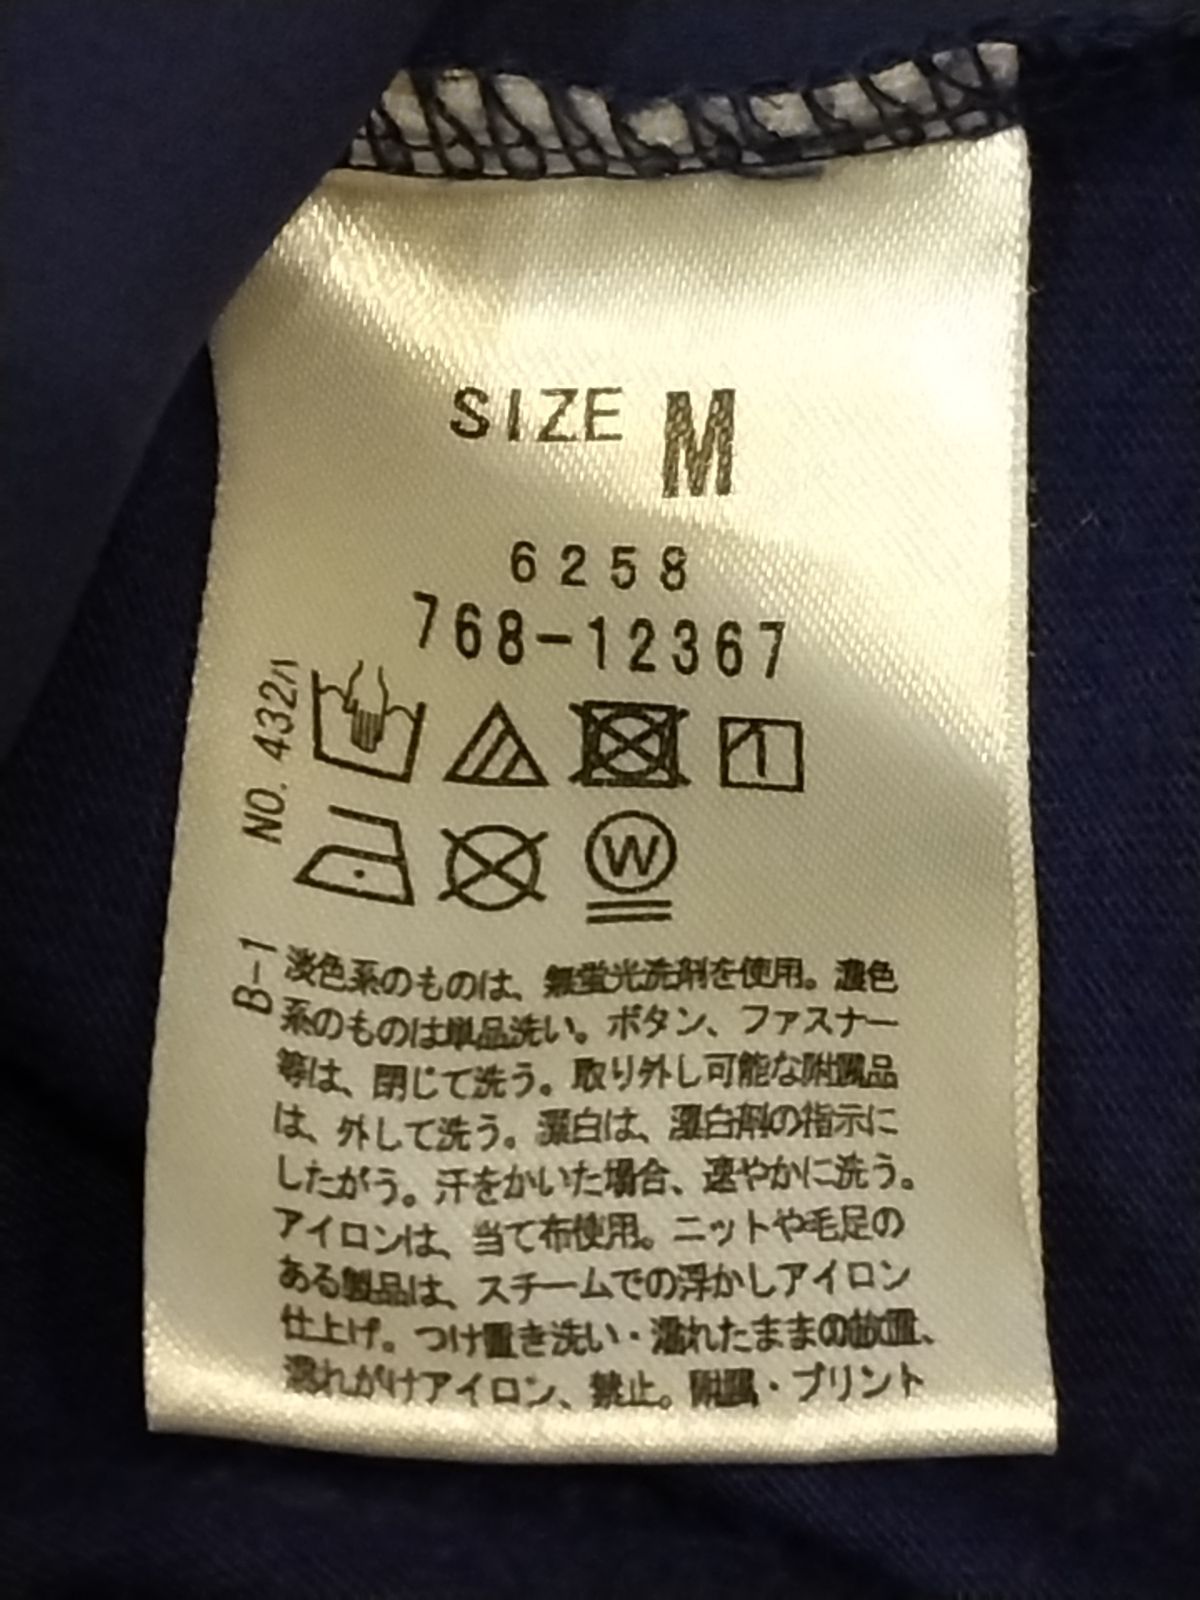 SIZE M
6258
768-12367
NO. 432/1
W
B-1
淡色系のものは、無蛍光洗剤を使用。濃色
系のものは単品洗い。ボタン、ファスナー
等は、閉じて洗う。取り外し可能な附属品
は、外して洗う。漂白は、漂白剤の指示に
したがう。汗をかいた場合、速やかに洗う。
アイロンは、当て布使用。ニットや毛足の
ある製品は、スチームでの浮かしアイロン
仕上げ。つけ置き洗い・濡れたままの放置、
濡れがけアイロン、禁止。附属・プリント